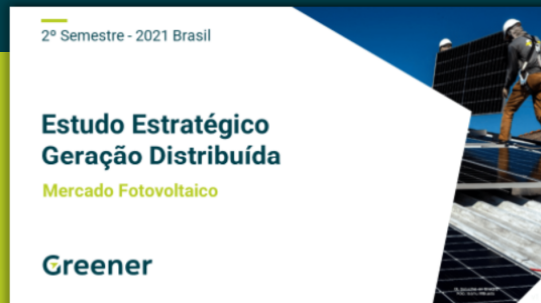 2º Semestre - 2021 Brasil
Estudo Estratégico
Geração Distribuída
Mercado Fotovoltaico
Greener